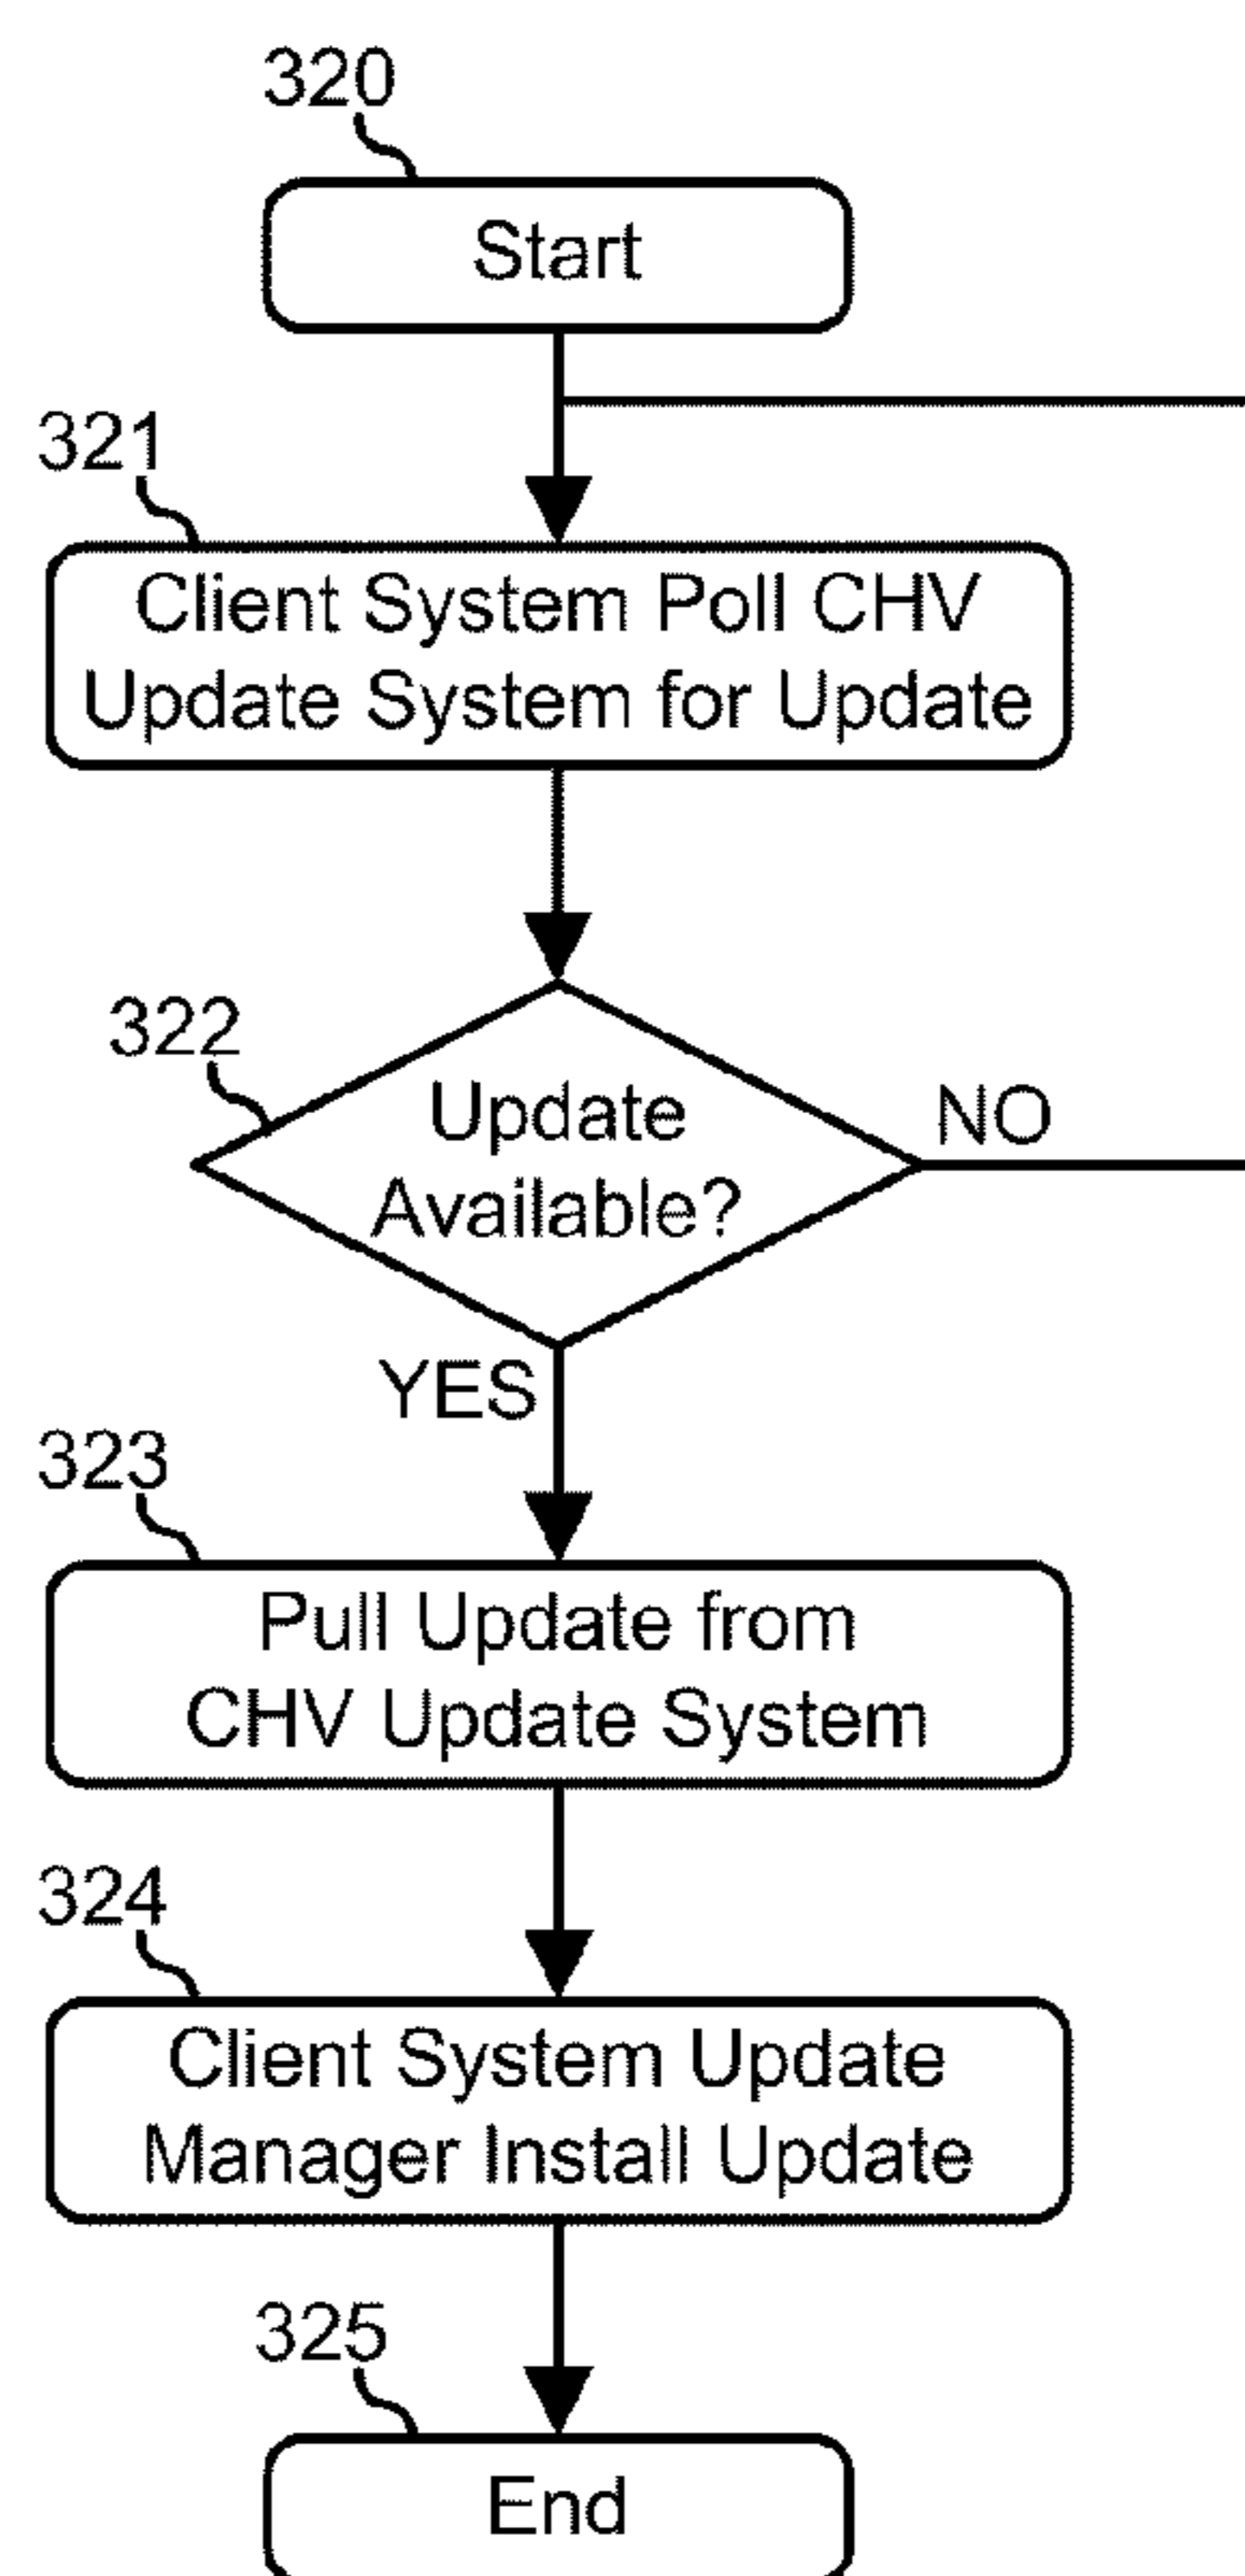 320
Start
321
Client System Poll CHV
Update System for Update
322
Update
Available?
NO
YES
323
Pull Update from
CHV Update System
324
Client System Update
Manager Install Update
325
End